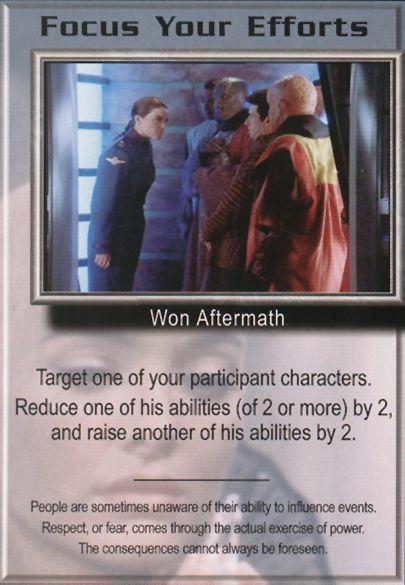 Focus Your Efforts
Won Aftermath
Target one of your participant characters.
Reduce one of his abilities (of 2 or more) by 2,
and raise another of his abilities by 2.
People are sometimes unaware of their ability to influence events.
Respect, or fear, comes through the actual exercise of power.
The consequences cannot always be foreseen.